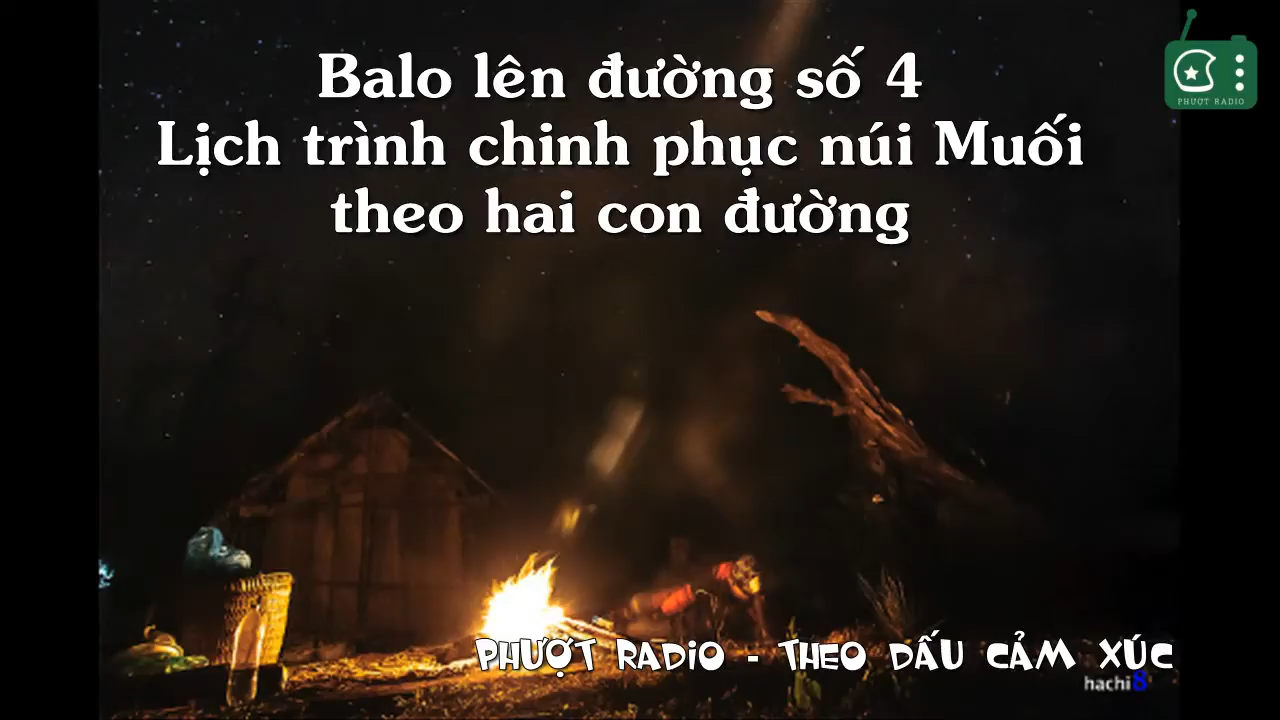 Balo lên đường số 4
Lịch trình chinh phục núi Muối
theo hai con đường
PHƯỢT RADIO
PHƯỢT RADIO - THEO DẤU CẢM XÚC
hachi8